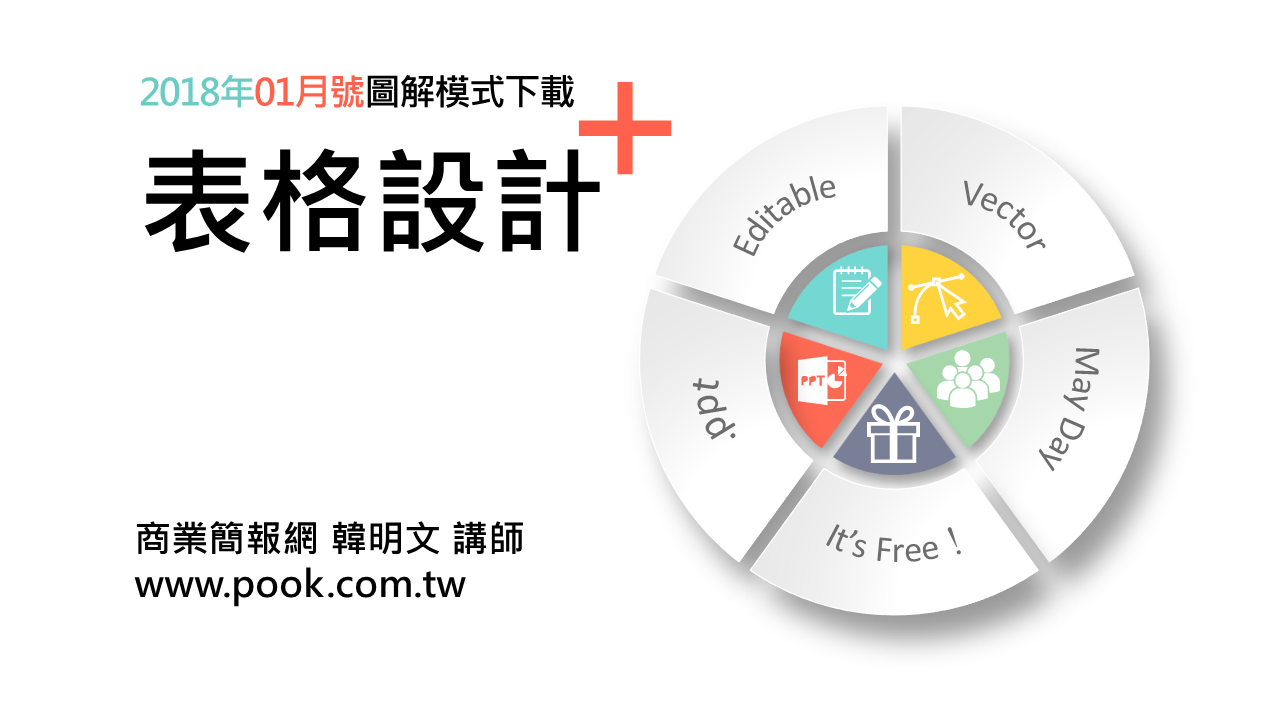 2018年01月號圖解模式下載
表格設計+
商業簡報網 韓明文 講師
www.pook.com.tw
Editable
Vector
May Day
It's Free！
.ppt
PPT